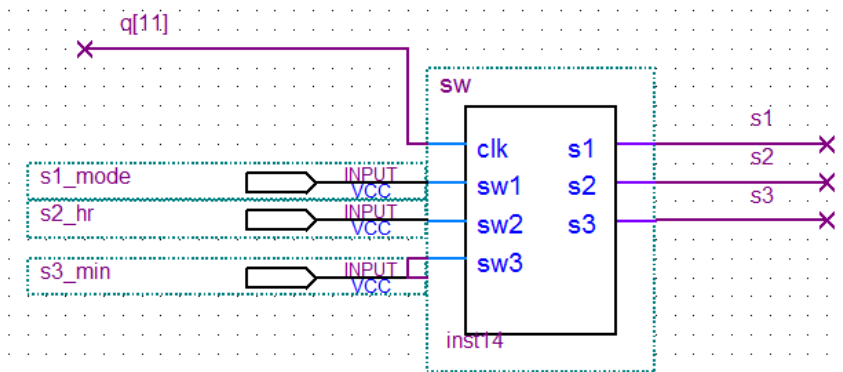 q[11]
sw
s1
clk s1
s1_mode INPUT
VCC
sw1 s2
s2
s2_hr INPUT
VCC
sw2 s3
s3
s3_min INPUT
VCC
sw3
inst14